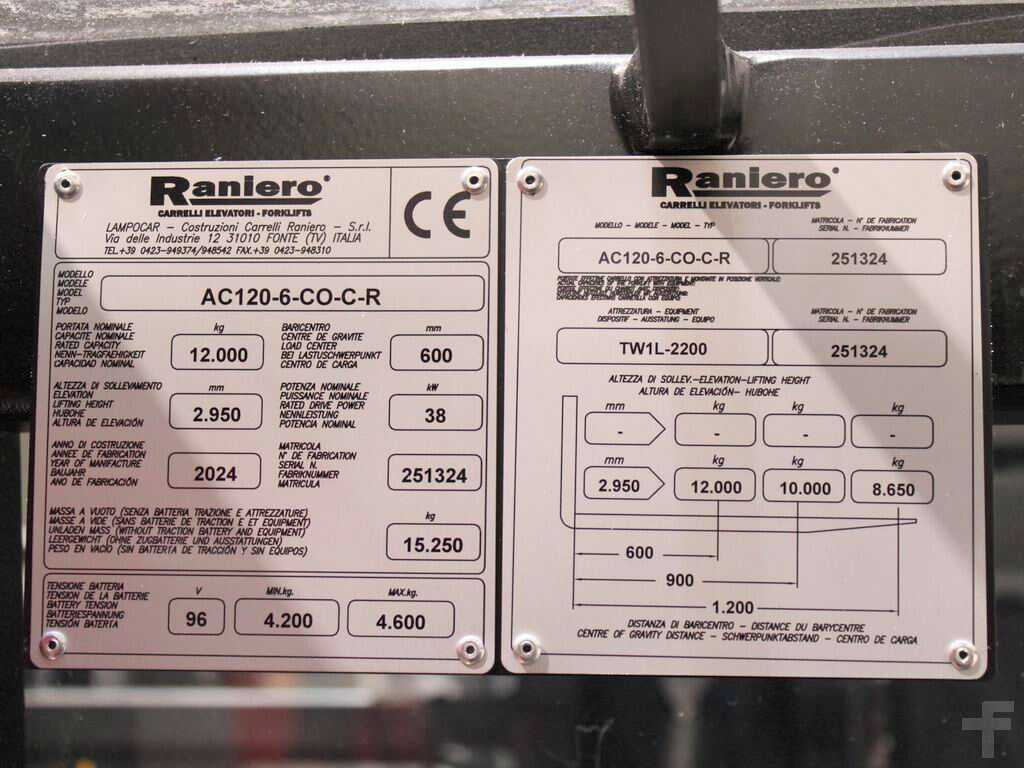 Raniero
CARRELLI ELEVATORI - FORKLIFTS
LAMPOCAR - Costruzioni Carrelli Raniero - S.r.l.
Via delle Industrie 12 31010 FONTE (TV) ITALIA
TEL.+39 0423-949374/948542 FAX.+39 0423-948310
CE
MODELLO
MODELE
MODEL
TYP
MODELO
AC120-6-CO-C-R
PORTATA NOMINALE
CAPACITE NOMINALE
RATED CAPACITY
NENN-TRAGFAEHIGKEIT
CAPACIDAD NOMINAL
kg
12.000
BARICENTRO
CENTRE DE GRAVITE
LOAD CENTER
BEI LASTUSCHWERPUNKT
CENTRO DE CARGA
mm
600
ALTEZZA DI SOLLEVAMENTO
ELEVATION
LIFTING HEIGHT
HUBOHE
ALTURA DE ELEVACIÓN
mm
2.950
POTENZA NOMINALE
PUISSANCE NOMINALE
RATED DRIVE POWER
NENNLEISTUNG
POTENCIA NOMINAL
kW
38
ANNO DI COSTRUZIONE
ANNEE DE FABRICATION
YEAR OF MANIFACTURE
BAUJAHR
ANO DE FABRICACIÓN
2024
MATRICOLA
N° DE FABRICATION
SERIAL N.
FABRIKNUMMER
MATRICULA
251324
MASSA A VUOTO (SENZA BATTERIA TRAZIONE E ATTREZZATURE)
MASSE A VIDE (SANS BATTERIE DE TRACTION E ET EQUIPMENT)
UNLADEN MASS (WITHOUT TRACTION BATTERY AND EQUIPMENT)
LEERGEWICHT (OHNE ZUGBATTERIE UND AUSSTATTUNGEN)
PESO EN VACÍO (SIN BATTERTA DE TRACCIÓN Y SIN EQUIPOS)
kg
15.250
TENSIONE BATTERIA
TENSION DE LA BATTERIE
BATTERY TENSION
BATTERIESPANNUNG
TENSIÓN BATERTA
V
96
MIN.kg.
4.200
MAX.kg.
4.600
Raniero
CARRELLI ELEVATORI - FORKLIFTS
MODELLO - MODELE - MODEL - TYP
AC120-6-CO-C-R
MATRICOLA - N° DE FABRICATION
SERIAL N. - FABRIKNUMMER
251324
ATTREZZATURA - EQUIPMENT
DISPOSITIF - AUSSTATUNG - EQUIPO
TW1L-2200
MATRICOLA - N° DE FABRICATION
SERIAL N. - FABRIKNUMMER
251324
ALTEZZA DI SOLLEV.-ELEVATION-LIFTING HEIGHT
ALTURA DE ELEVACIÓN- HUBOHE
mm kg kg kg
- - - -
mm kg kg kg
2.950 12.000 10.000 8.650
600
900
1.200
DISTANZA DI BARICENTRO - DISTANCE DU BARYCENTRE
CENTRE OF GRAVITY DISTANCE - SCHWERPUNKTABSTAND - CENTRO DE CARGA